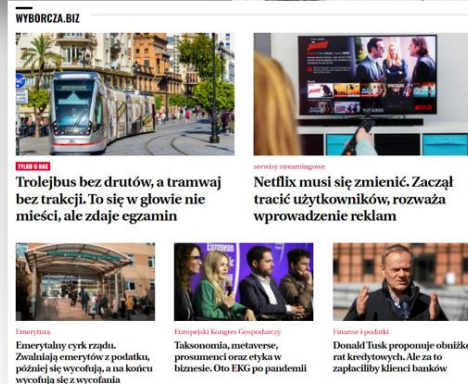 WYBORCZA.BIZ
NETFLIX
TYLKO U NAS
Trolejbus bez drutów, a tramwaj
bez trakcji. To się w głowie nie
mieści, ale zdaje egzamin
serwisy streamingowe
Netflix musi się zmienić. Zaczął
tracić użytkowników, rozważa
wprowadzenie reklam
European
Emerytura
Emerytalny cyrk rządu.
Zwalniają emerytów z podatku,
później się wycofują, a na końcu
wycofują się z wycofania
Europejski Kongres Gospodarczy
Taksonomia, metaverse,
prosumenci oraz etyka w
biznesie. Oto EKG po pandemii
Finanse i podatki
Donald Tusk proponuje obniżkę
rat kredytowych. Ale za to
zapłaciliby klienci banków